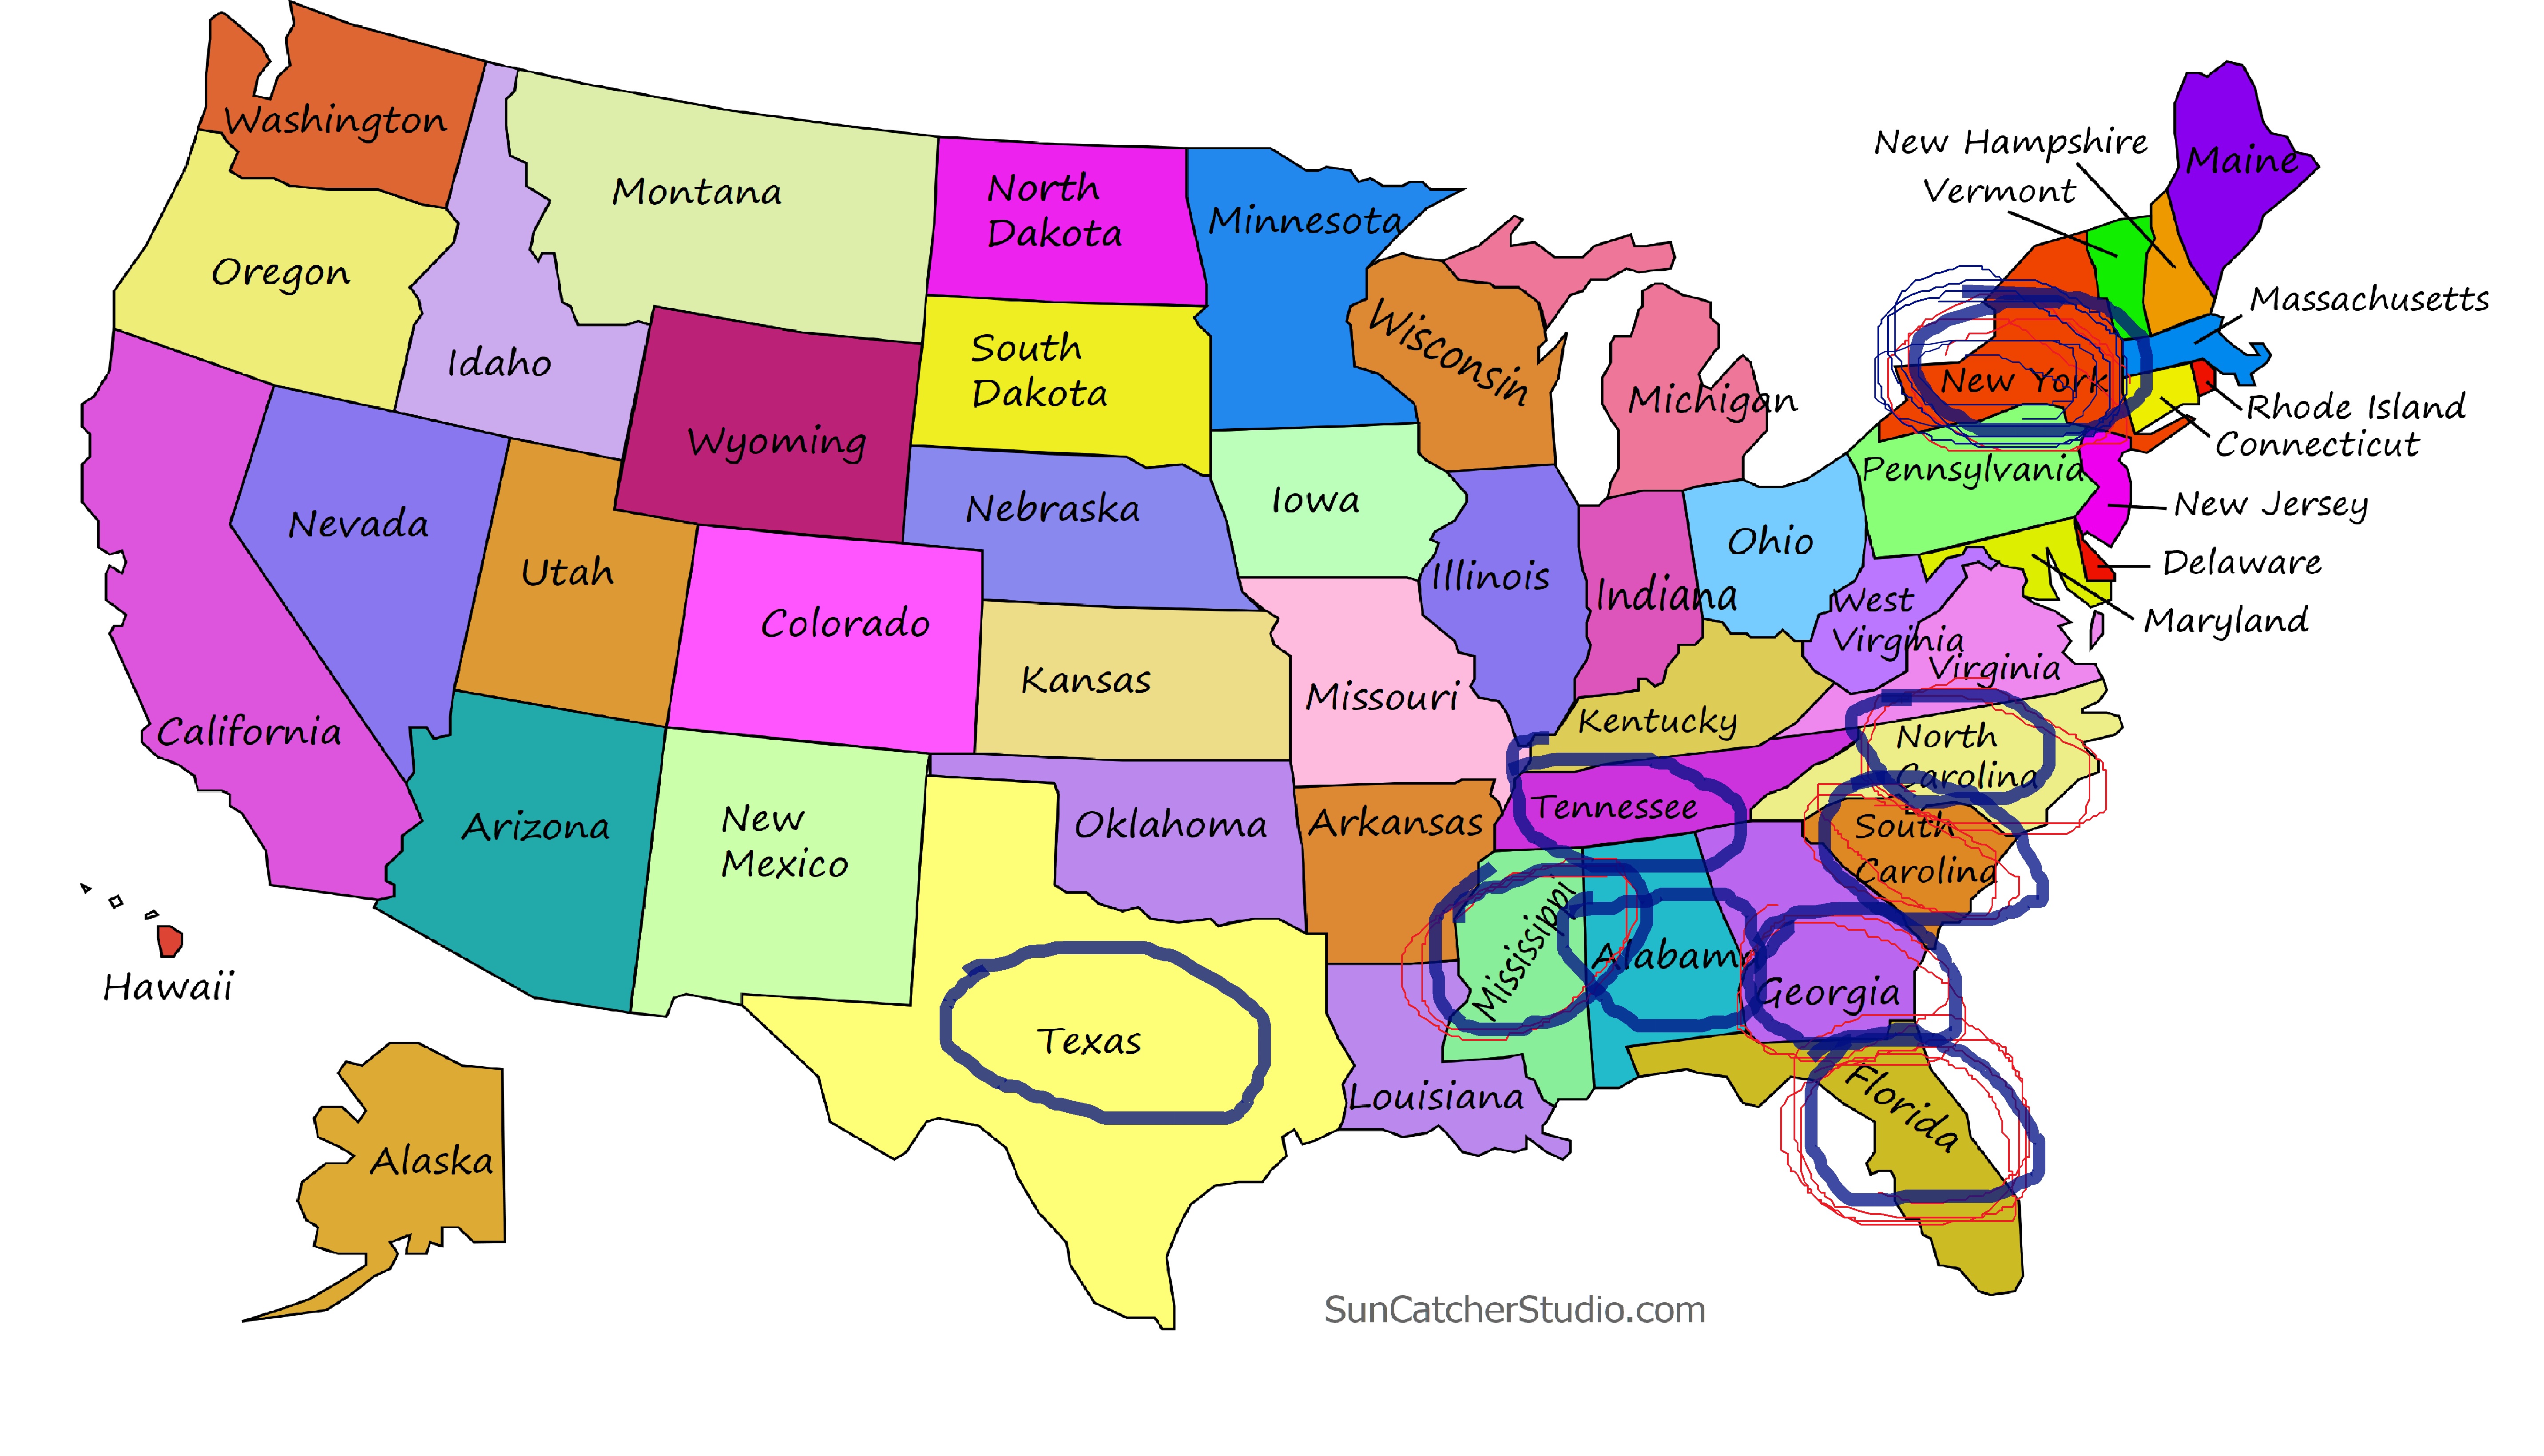 Washington
Oregon
California
Nevada
Idaho
Montana
Wyoming
Utah
Arizona
Colorado
New
Mexico
North
Dakota
South
Dakota
Nebraska
Kansas
Oklahoma
Texas
Minnesota
Iowa
Missouri
Arkansas
Louisiana
Wisconsin
Illinois
Michigan
Indiana
Ohio
Kentucky
Tennessee
Mississippi
Alabam
Georgia
Florida
South
Carolina
North
Carolina
Virginia
West
Virginia
Pennsylvania
New York
New Hampshire
Vermont
Maine
Massachusetts
Rhode Island
Connecticut
New Jersey
Delaware
Maryland
Hawaii
Alaska
SunCatcherStudio.com